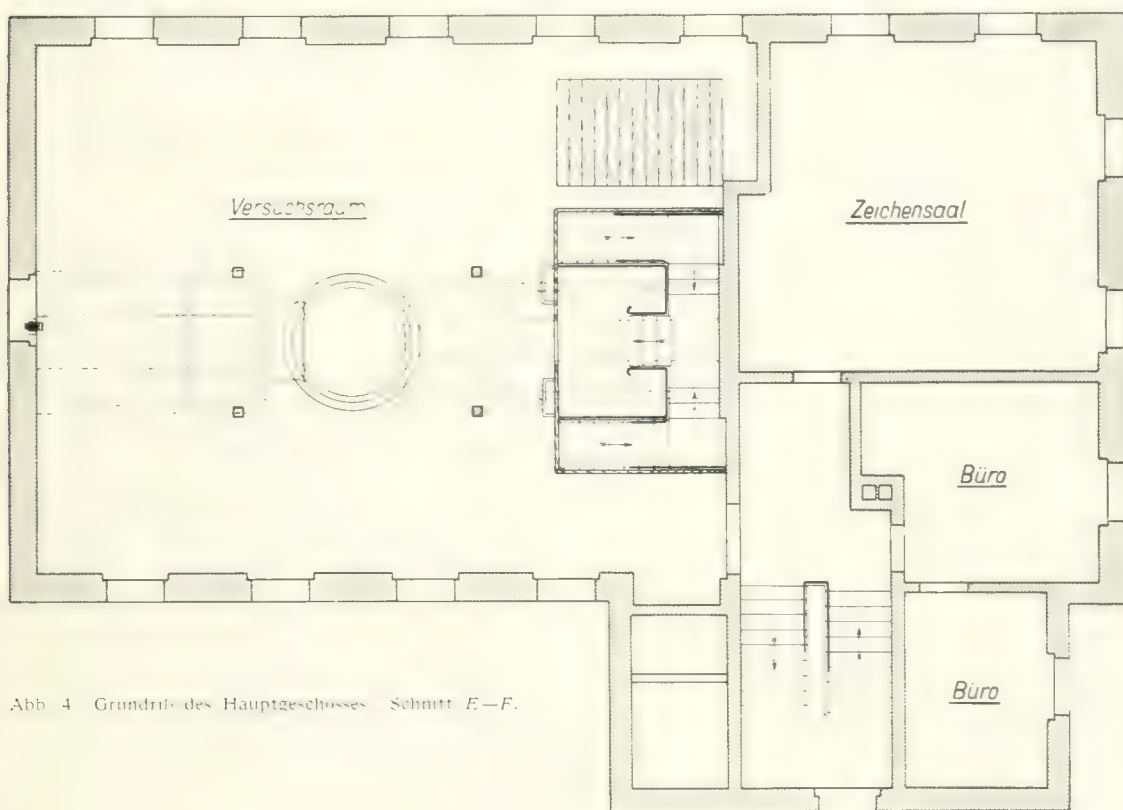 Versuchsraum
Zeichensaal
Büro
Büro
Abb. 4 Grundriß des Hauptgeschosses Schnitt E—F.